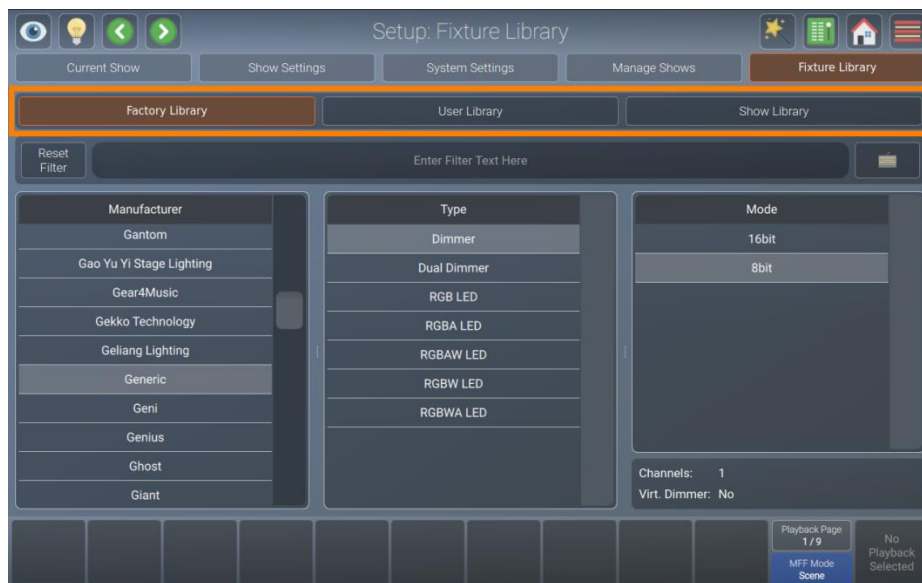 Setup: Fixture Library
Current Show
Show Settings
System Settings
Manage Shows
Fixture Library
Factory Library
User Library
Show Library
Reset
Filter
Enter Filter Text Here
Manufacturer
Gantom
Gao Yu Yi Stage Lighting
Gear4Music
Gekko Technology
Geliang Lighting
Generic
Geni
Genius
Ghost
Giant
Type
Dimmer
Dual Dimmer
RGB LED
RGBA LED
RGBAW LED
RGBW LED
RGBWA LED
Mode
16bit
8bit
Channels: 1
Virt. Dimmer: No
Playback Page
1 / 9
MFF Mode
Scene
No
Playback
Selected